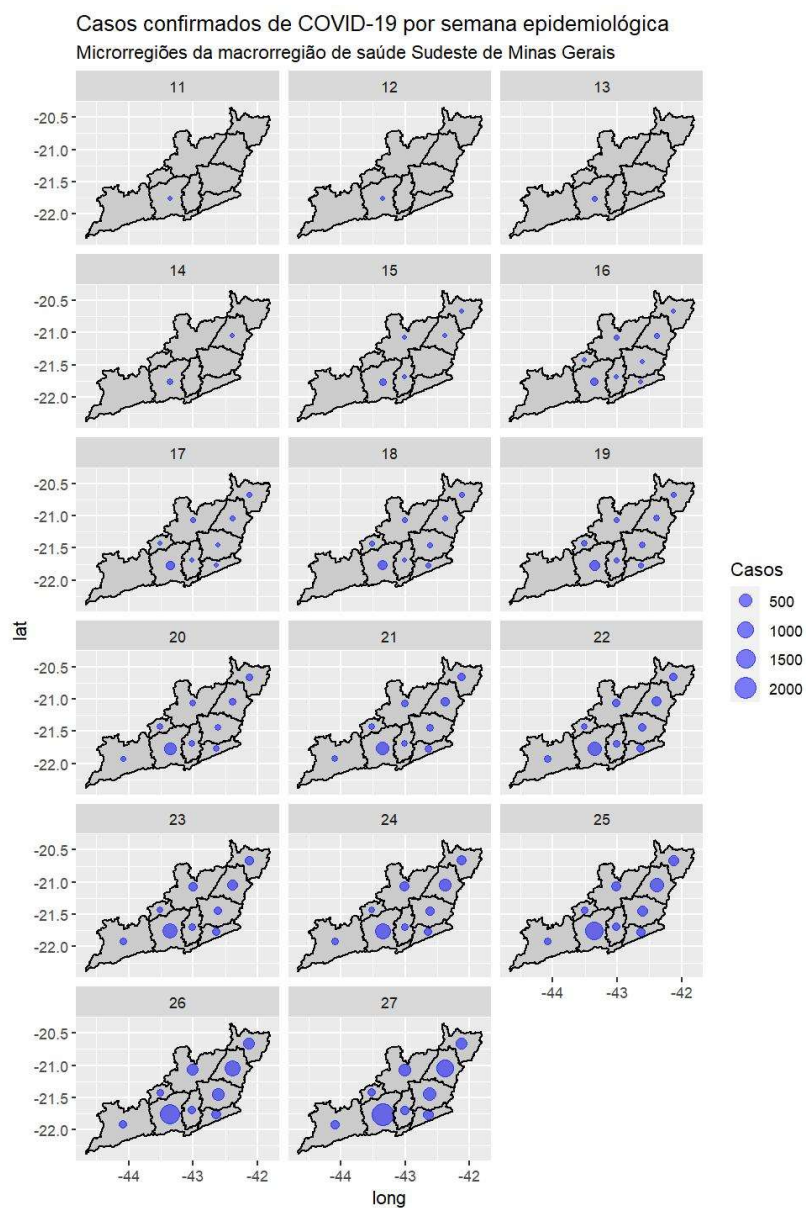 Casos confirmados de COVID-19 por semana epidemiológica
Microrregiões da macrorregião de saúde Sudeste de Minas Gerais
11 12 13
-20.5
-21.0
-21.5
-22.0
14 15 16
-20.5
-21.0
-21.5
-22.0
17 18 19
-20.5
-21.0
-21.5
-22.0
20 21 22
-20.5
-21.0
-21.5
-22.0
23 24 25
-20.5
-21.0
-21.5
-22.0
-44 -43 -42
26 27
-20.5
-21.0
-21.5
-22.0
-44 -43 -42 -44 -43 -42
long
lat
Casos
500
1000
1500
2000